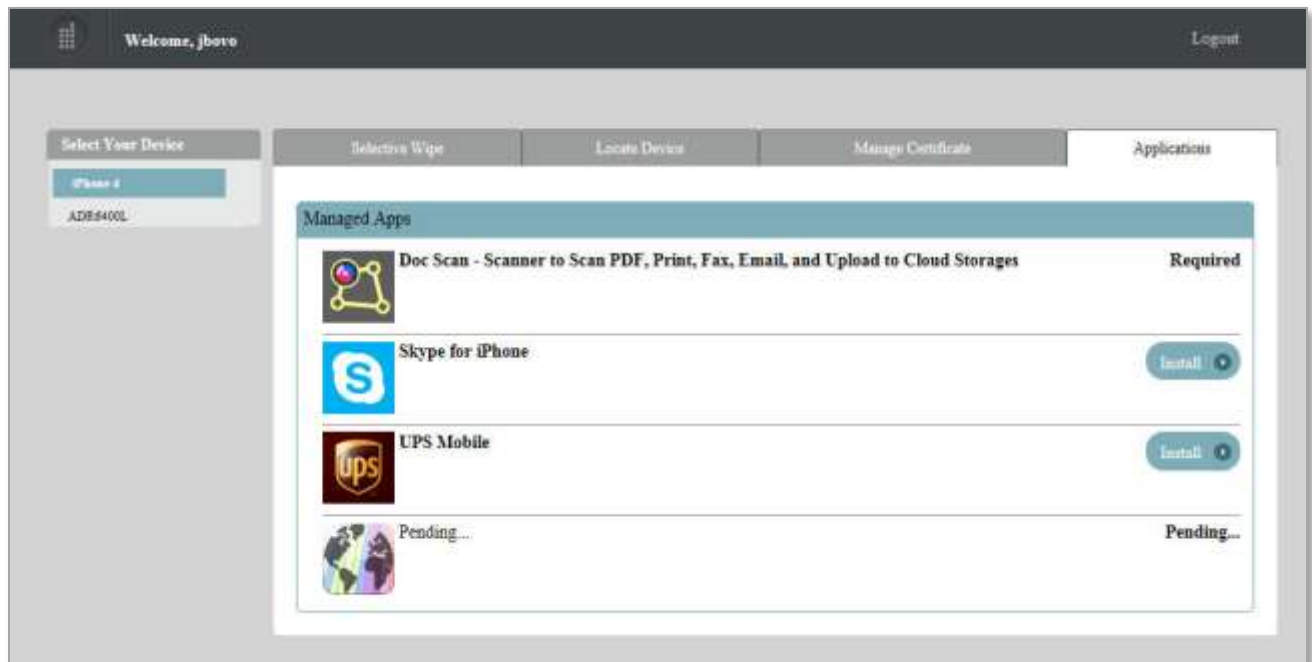 Welcome, jbovo
Logout
Select Your Device
iPhone 4
ADR6400L
Selective Wipe
Locate Device
Manage Certificate
Applications
Managed Apps
Doc Scan - Scanner to Scan PDF, Print, Fax, Email, and Upload to Cloud Storages
Required
Skype for iPhone
Install
UPS Mobile
Install
ups
Pending...
Pending...